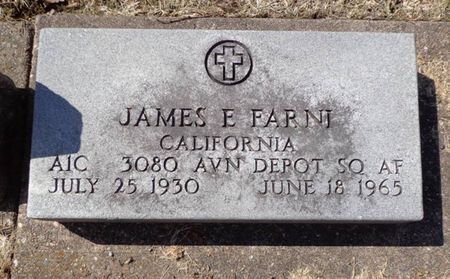 JAMES E FARNI
CALIFORNIA
A1C 3080 AVN DEPOT SQ AF
JULY 25 1930 JUNE 18 1965